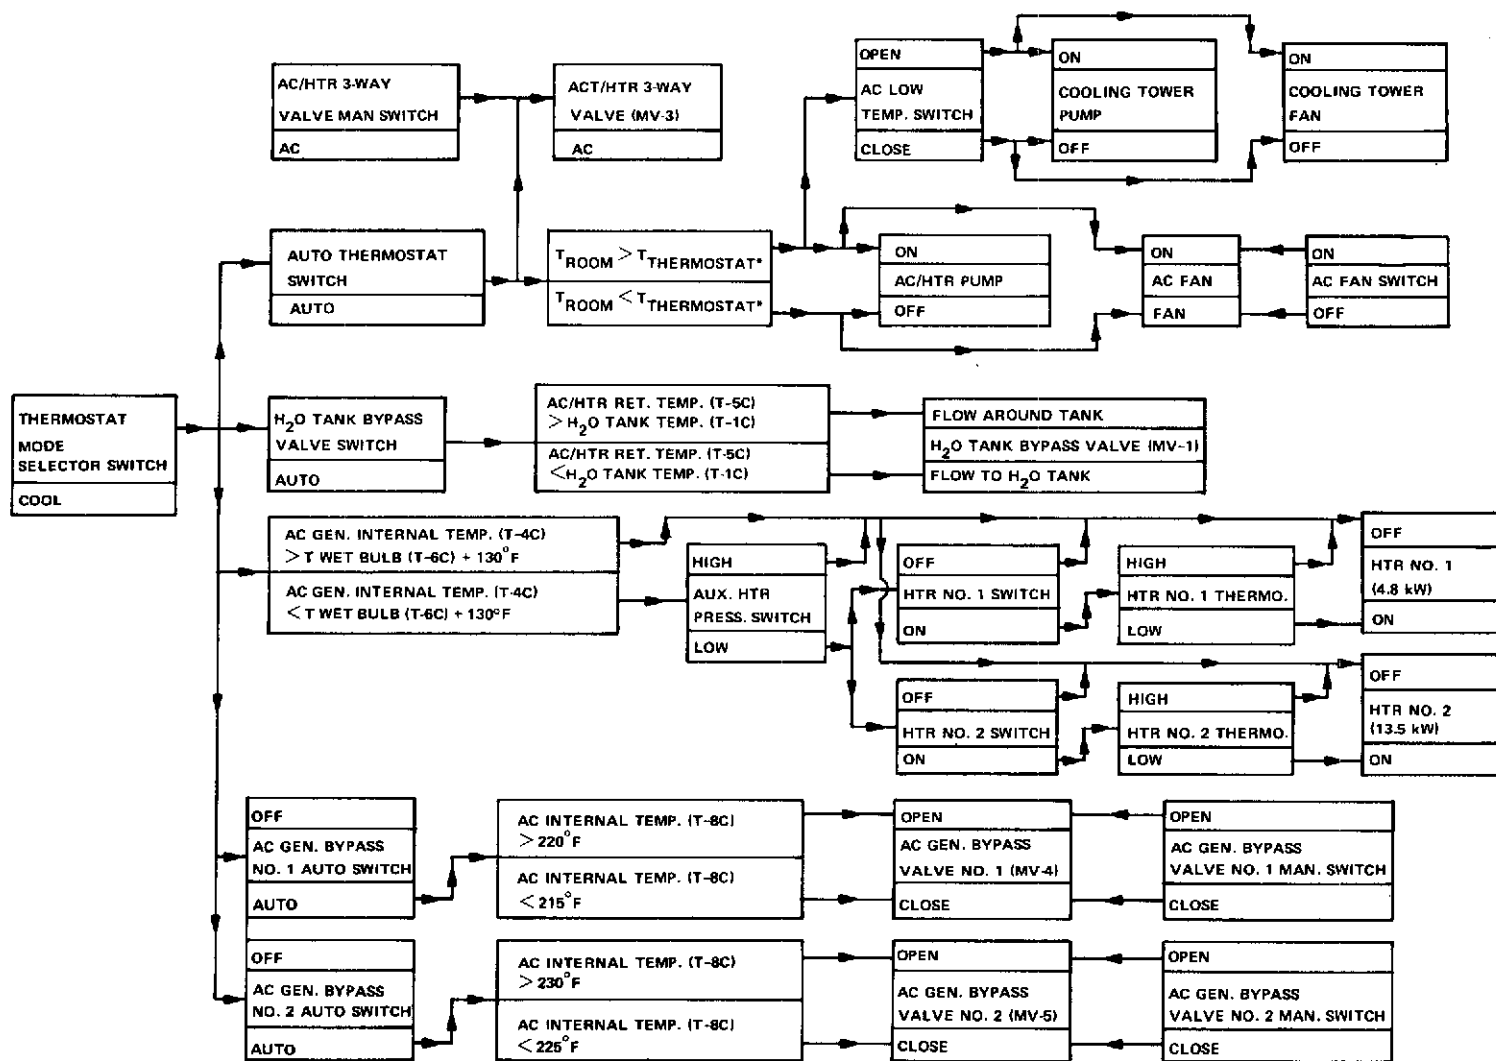 OPEN
AC LOW
TEMP. SWITCH
CLOSE
ON
COOLING TOWER
PUMP
OFF
ON
COOLING TOWER
FAN
OFF
AC/HTR 3-WAY
VALVE MAN SWITCH
AC
ACT/HTR 3-WAY
VALVE (MV-3)
AC
AUTO THERMOSTAT
SWITCH
AUTO
TROOM > TTHERMOSTAT*
TROOM < TTHERMOSTAT*
ON
AC/HTR PUMP
OFF
ON
AC FAN
FAN
ON
AC FAN SWITCH
OFF
THERMOSTAT
MODE
SELECTOR SWITCH
COOL
H2O TANK BYPASS
VALVE SWITCH
AUTO
AC/HTR RET. TEMP. (T-5C)
> H2O TANK TEMP. (T-1C)
AC/HTR RET. TEMP. (T-5C)
< H2O TANK TEMP. (T-1C)
FLOW AROUND TANK
H2O TANK BYPASS VALVE (MV-1)
FLOW TO H2O TANK
AC GEN. INTERNAL TEMP. (T-4C)
> T WET BULB (T-6C) + 130°F
AC GEN. INTERNAL TEMP. (T-4C)
< T WET BULB (T-6C) + 130°F
HIGH
AUX. HTR
PRESS. SWITCH
LOW
OFF
HTR NO. 1 SWITCH
ON
HIGH
HTR NO. 1 THERMO.
LOW
OFF
HTR NO. 1
(4.8 kW)
ON
OFF
HTR NO. 2 SWITCH
ON
HIGH
HTR NO. 2 THERMO.
LOW
OFF
HTR NO. 2
(13.5 kW)
ON
OFF
AC GEN. BYPASS
NO. 1 AUTO SWITCH
AUTO
AC INTERNAL TEMP. (T-8C)
> 220°F
AC INTERNAL TEMP. (T-8C)
< 215°F
OPEN
AC GEN. BYPASS
VALVE NO. 1 (MV-4)
CLOSE
OPEN
AC GEN. BYPASS
VALVE NO. 1 MAN. SWITCH
CLOSE
OFF
AC GEN. BYPASS
NO. 2 AUTO SWITCH
AUTO
AC INTERNAL TEMP. (T-8C)
> 230°F
AC INTERNAL TEMP. (T-8C)
< 225°F
OPEN
AC GEN. BYPASS
VALVE NO. 2 (MV-5)
CLOSE
OPEN
AC GEN. BYPASS
VALVE NO. 2 MAN. SWITCH
CLOSE